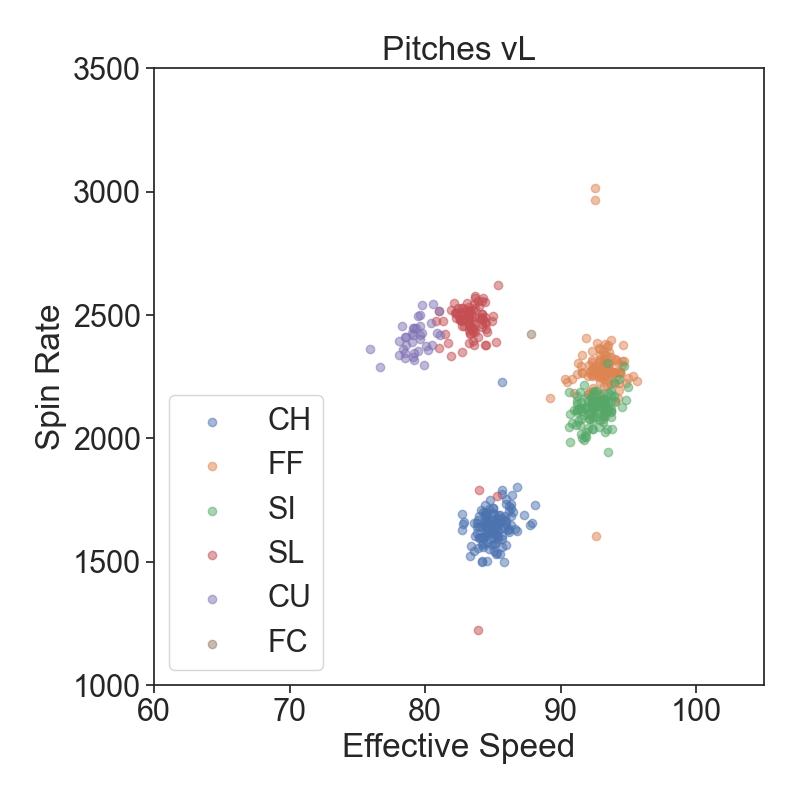 Pitches vL
3500
3000
2500
2000
1500
1000
Spin Rate
CH
FF
SI
SL
CU
FC
60 70 80 90 100
Effective Speed